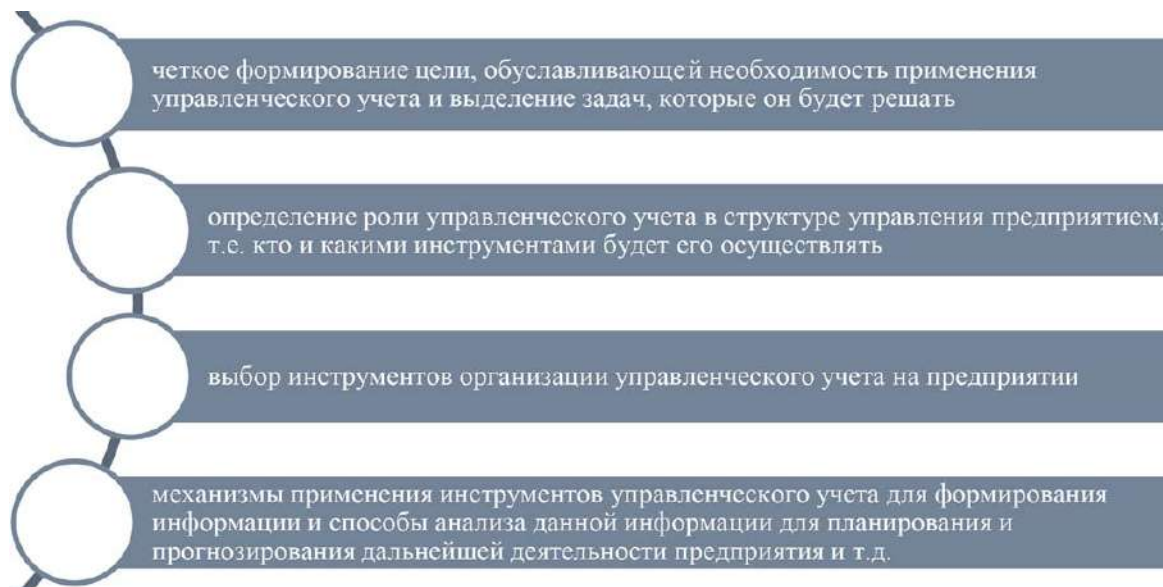 четкое формирование цели, обуславливающей необходимость применения
управленческого учета и выделение задач, которые он будет решать
определение роли управленческого учета в структуре управления предприятием,
т.е. кто и какими инструментами будет его осуществлять
выбор инструментов организации управленческого учета на предприятии
механизмы применения инструментов управленческого учета для формирования
информации и способы анализа данной информации для планирования и
прогнозирования дальнейшей деятельности предприятия и т.д.